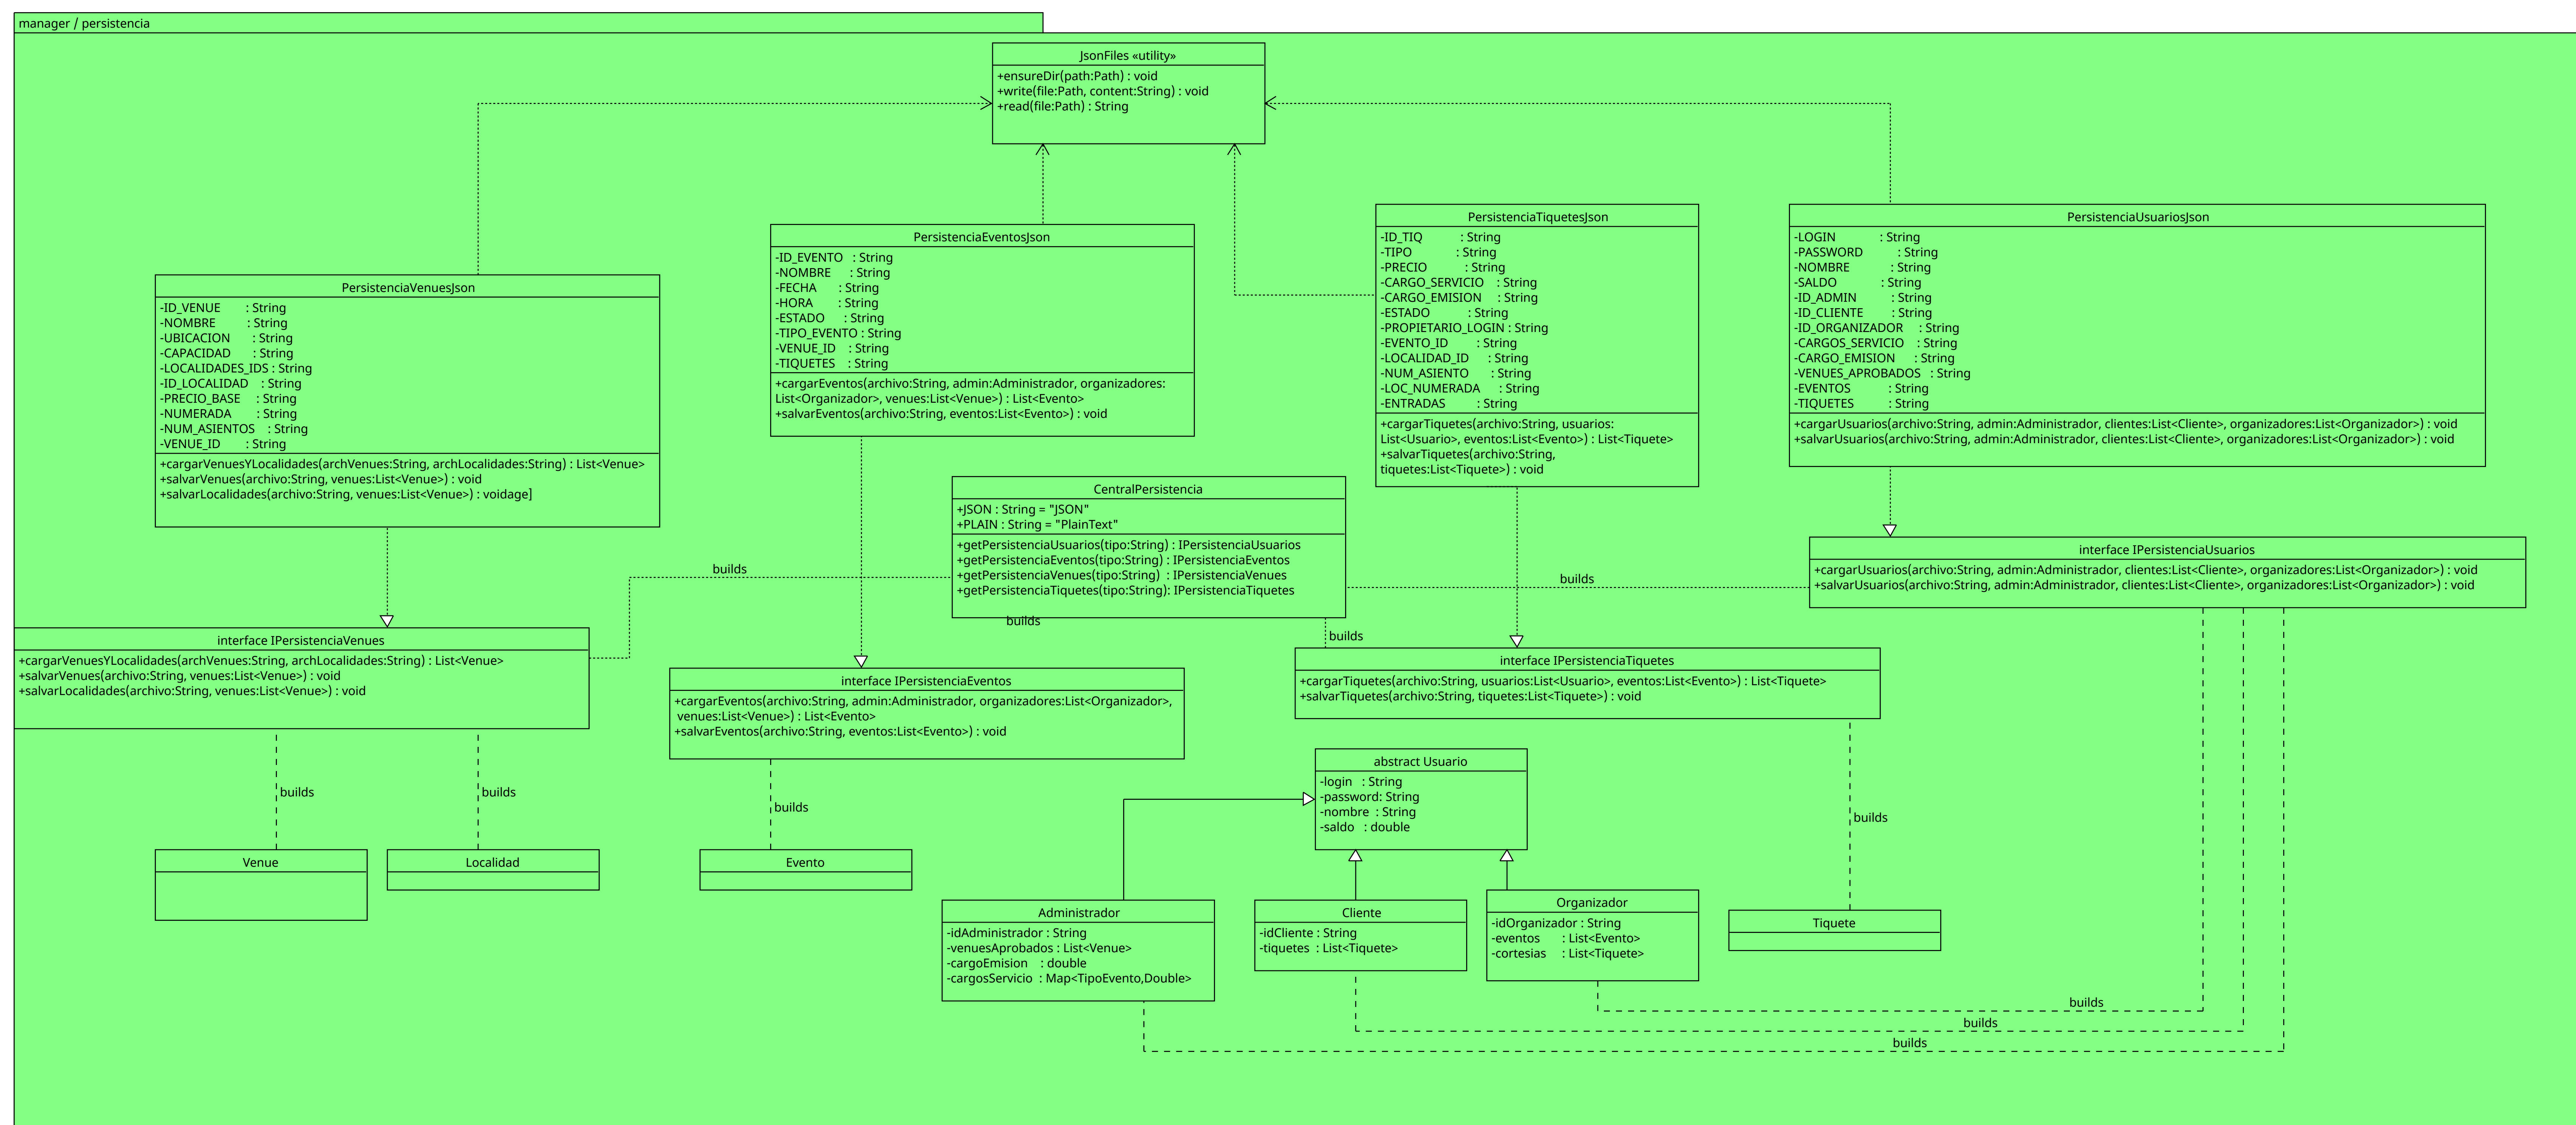 manager / persistencia
JsonFiles «utility»
+ensureDir(path:Path) : void
+write(file:Path, content:String) : void
+read(file:Path) : String
PersistenciaVenuesJson
-ID_VENUE : String
-NOMBRE : String
-UBICACION : String
-CAPACIDAD : String
-LOCALIDADES_IDS : String
-ID_LOCALIDAD : String
-PRECIO_BASE : String
-NUMERADA : String
-NUM_ASIENTOS : String
-VENUE_ID : String
+cargarVenuesYLocalidades(archVenues:String, archLocalidades:String) : List<Venue>
+salvarVenues(archivo:String, venues:List<Venue>) : void
+salvarLocalidades(archivo:String, venues:List<Venue>) : voidage]
PersistenciaEventosJson
-ID_EVENTO : String
-NOMBRE : String
-FECHA : String
-HORA : String
-ESTADO : String
-TIPO_EVENTO : String
-VENUE_ID : String
-TIQUETES : String
+cargarEventos(archivo:String, admin:Administrador, organizadores:
List<Organizador>, venues:List<Venue>) : List<Evento>
+salvarEventos(archivo:String, eventos:List<Evento>) : void
PersistenciaTiquetesJson
-ID_TIQ : String
-TIPO : String
-PRECIO : String
-CARGO_SERVICIO : String
-CARGO_EMISION : String
-ESTADO : String
-PROPIETARIO_LOGIN : String
-EVENTO_ID : String
-LOCALIDAD_ID : String
-NUM_ASIENTO : String
-LOC_NUMERADA : String
-ENTRADAS : String
+cargarTiquetes(archivo:String, usuarios:
List<Usuario>, eventos:List<Evento>) : List<Tiquete>
+salvarTiquetes(archivo:String,
tiquetes:List<Tiquete>) : void
PersistenciaUsuariosJson
-LOGIN : String
-PASSWORD : String
-NOMBRE : String
-SALDO : String
-ID_ADMIN : String
-ID_CLIENTE : String
-ID_ORGANIZADOR : String
-CARGOS_SERVICIO : String
-CARGO_EMISION : String
-VENUES_APROBADOS : String
-EVENTOS : String
-TIQUETES : String
+cargarUsuarios(archivo:String, admin:Administrador, clientes:List<Cliente>, organizadores:List<Organizador>) : void
+salvarUsuarios(archivo:String, admin:Administrador, clientes:List<Cliente>, organizadores:List<Organizador>) : void
CentralPersistencia
+JSON : String = "JSON"
+PLAIN : String = "PlainText"
+getPersistenciaUsuarios(tipo:String) : IPersistenciaUsuarios
+getPersistenciaEventos(tipo:String) : IPersistenciaEventos
+getPersistenciaVenues(tipo:String) : IPersistenciaVenues
+getPersistenciaTiquetes(tipo:String): IPersistenciaTiquetes
builds
builds
builds
builds
interface IPersistenciaUsuarios
+cargarUsuarios(archivo:String, admin:Administrador, clientes:List<Cliente>, organizadores:List<Organizador>) : void
+salvarUsuarios(archivo:String, admin:Administrador, clientes:List<Cliente>, organizadores:List<Organizador>) : void
interface IPersistenciaVenues
+cargarVenuesYLocalidades(archVenues:String, archLocalidades:String) : List<Venue>
+salvarVenues(archivo:String, venues:List<Venue>) : void
+salvarLocalidades(archivo:String, venues:List<Venue>) : void
interface IPersistenciaEventos
+cargarEventos(archivo:String, admin:Administrador, organizadores:List<Organizador>,
venues:List<Venue>) : List<Evento>
+salvarEventos(archivo:String, eventos:List<Evento>) : void
interface IPersistenciaTiquetes
+cargarTiquetes(archivo:String, usuarios:List<Usuario>, eventos:List<Evento>) : List<Tiquete>
+salvarTiquetes(archivo:String, tiquetes:List<Tiquete>) : void
builds
builds
builds
builds
abstract Usuario
-login : String
-password: String
-nombre : String
-saldo : double
Venue
Localidad
Evento
Administrador
-idAdministrador : String
-venuesAprobados : List<Venue>
-cargoEmision : double
-cargosServicio : Map<TipoEvento,Double>
Cliente
-idCliente : String
-tiquetes : List<Tiquete>
Organizador
-idOrganizador : String
-eventos : List<Evento>
-cortesias : List<Tiquete>
Tiquete
builds
builds
builds